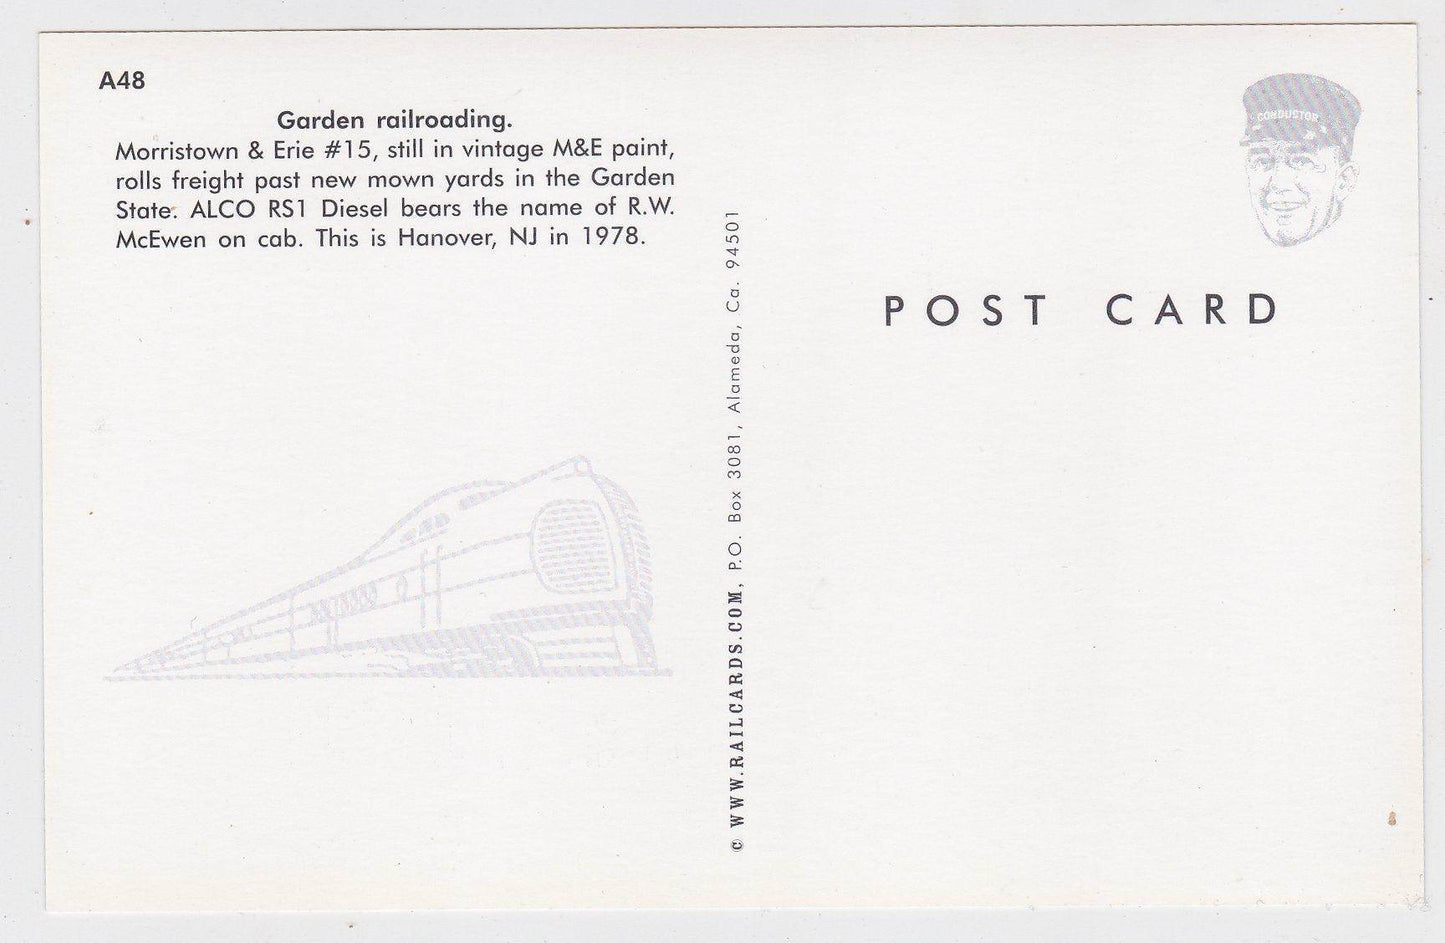 A48
Garden railroading.
Morristown & Erie #15, still in vintage M&E paint,
rolls freight past new mown yards in the Garden
State. ALCO RS1 Diesel bears the name of R.W.
McEwen on cab. This is Hanover, NJ in 1978.
© WWW.RAILCARDS.COM, P.O. Box 3081, Alameda, Ca. 94501
CONDUCTOR
POST CARD